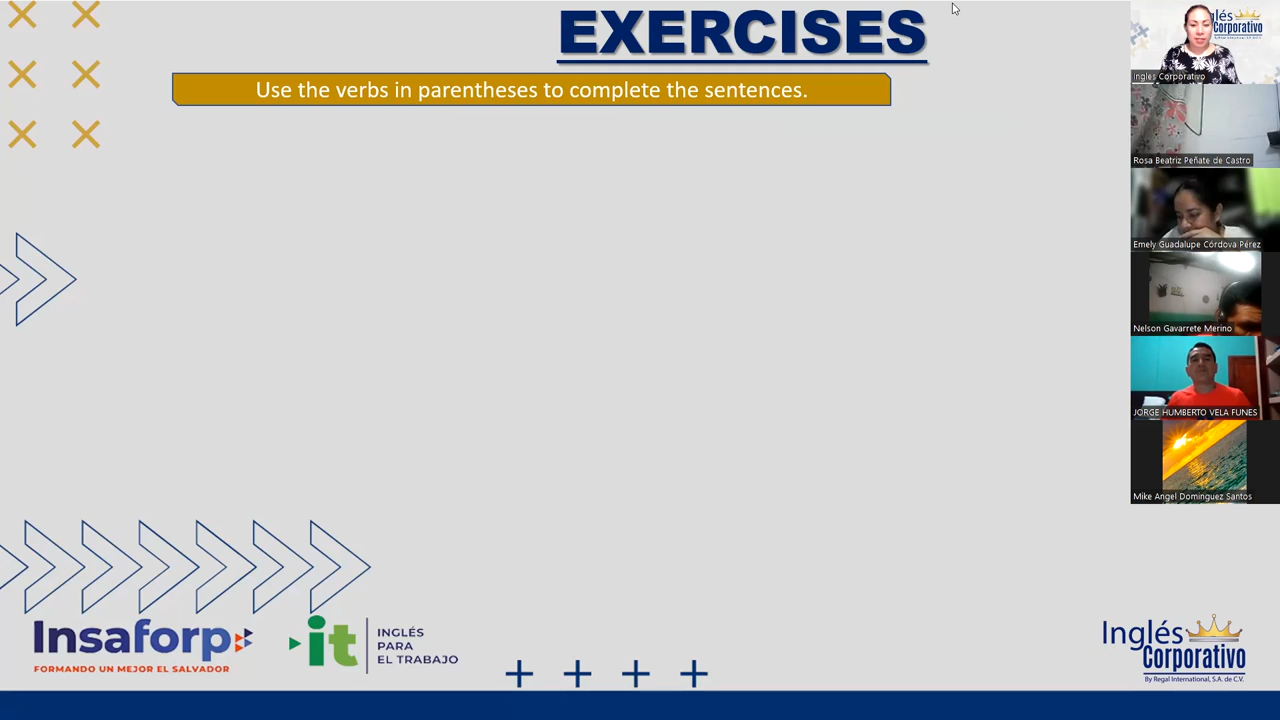 EXERCISES
Use the verbs in parentheses to complete the sentences.
Inglés Corporativo
Rosa Beatriz Peñate de Castro
Emely Guadalupe Córdova Pérez
Nelson Gavarrete Merino
JORGE HUMBERTO VELA FUNES
Mike Angel Dominguez Santos
Insaforp
FORMANDO UN MEJOR EL SALVADOR
it
INGLÉS
PARA
EL TRABAJO
Inglés
Corporativo
By Regal International, S.A. de C.V.